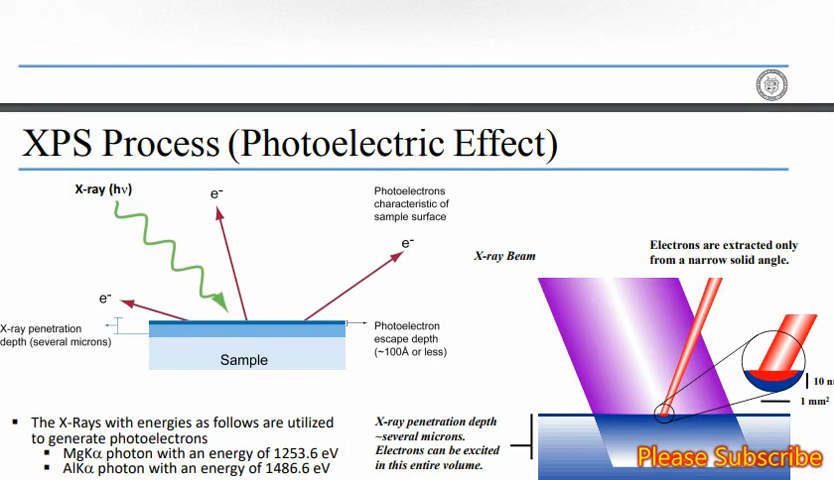 XPS Process (Photoelectric Effect)
X-ray (hν)
e⁻
Photoelectrons
characteristic of
sample surface
e⁻
e⁻
X-ray penetration
depth (several microns)
Photoelectron
escape depth
(~100Å or less)
Sample
▪ The X-Rays with energies as follows are utilized
to generate photoelectrons
▪ MgKα photon with an energy of 1253.6 eV
▪ AlKα photon with an energy of 1486.6 eV
X-ray Beam
Electrons are extracted only
from a narrow solid angle.
10 n
1 mm²
X-ray penetration depth
~several microns.
Electrons can be excited
in this entire volume.
Please Subscribe